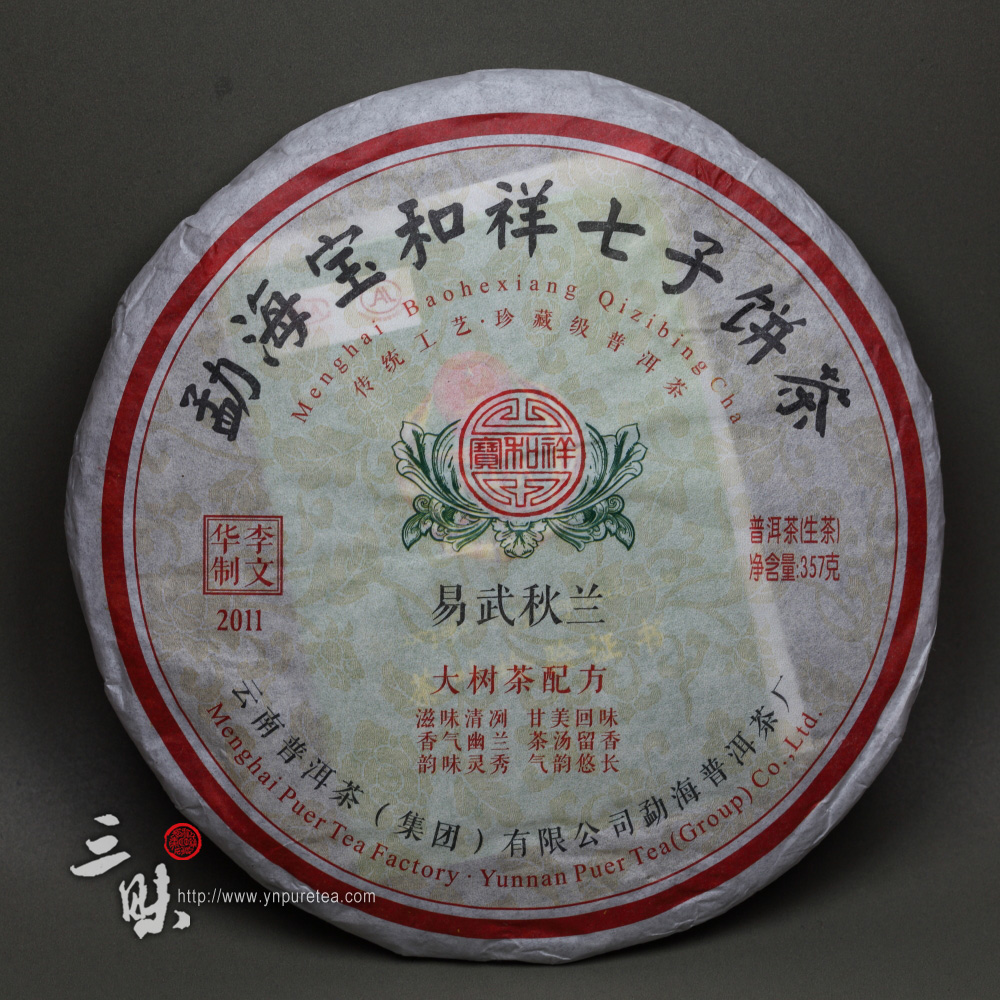 勐海宝和祥七子饼茶
Menghai Baohexiang Qizibing Cha
传统工艺·珍藏级普洱茶
寶和祥
李文
华制
2011
普洱茶(生茶)
净含量:357克
易武秋兰
大树茶配方
滋味清冽 甘美回味
香气幽兰 茶汤留香
韵味灵秀 气韵悠长
云南普洱茶(集团)有限公司勐海普洱茶厂
Menghai Puer Tea Factory · Yunnan Puer Tea(Group) Co.,Ltd.
三昧
http://www.ynpuretea.com